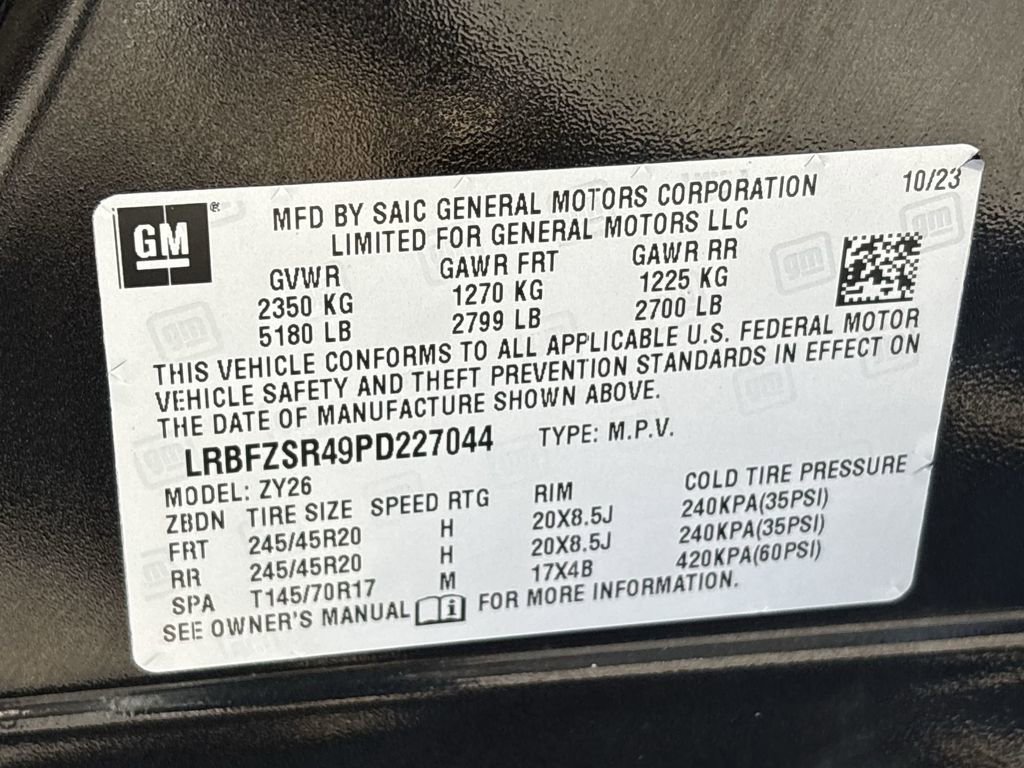 10/23
GM ®
MFD BY SAIC GENERAL MOTORS CORPORATION
LIMITED FOR GENERAL MOTORS LLC
GVWR GAWR FRT GAWR RR
2350 KG 1270 KG 1225 KG
5180 LB 2799 LB 2700 LB
THIS VEHICLE CONFORMS TO ALL APPLICABLE U.S. FEDERAL MOTOR
VEHICLE SAFETY AND THEFT PREVENTION STANDARDS IN EFFECT ON
THE DATE OF MANUFACTURE SHOWN ABOVE.
LRBFZSR49PD227044 TYPE: M.P.V.
MODEL: ZY26
ZBDN TIRE SIZE SPEED RTG RIM COLD TIRE PRESSURE
FRT 245/45R20 H 20X8.5J 240KPA(35PSI)
RR 245/45R20 H 20X8.5J 240KPA(35PSI)
SPA T145/70R17 M 17X4B 420KPA(60PSI)
SEE OWNER'S MANUAL FOR MORE INFORMATION.